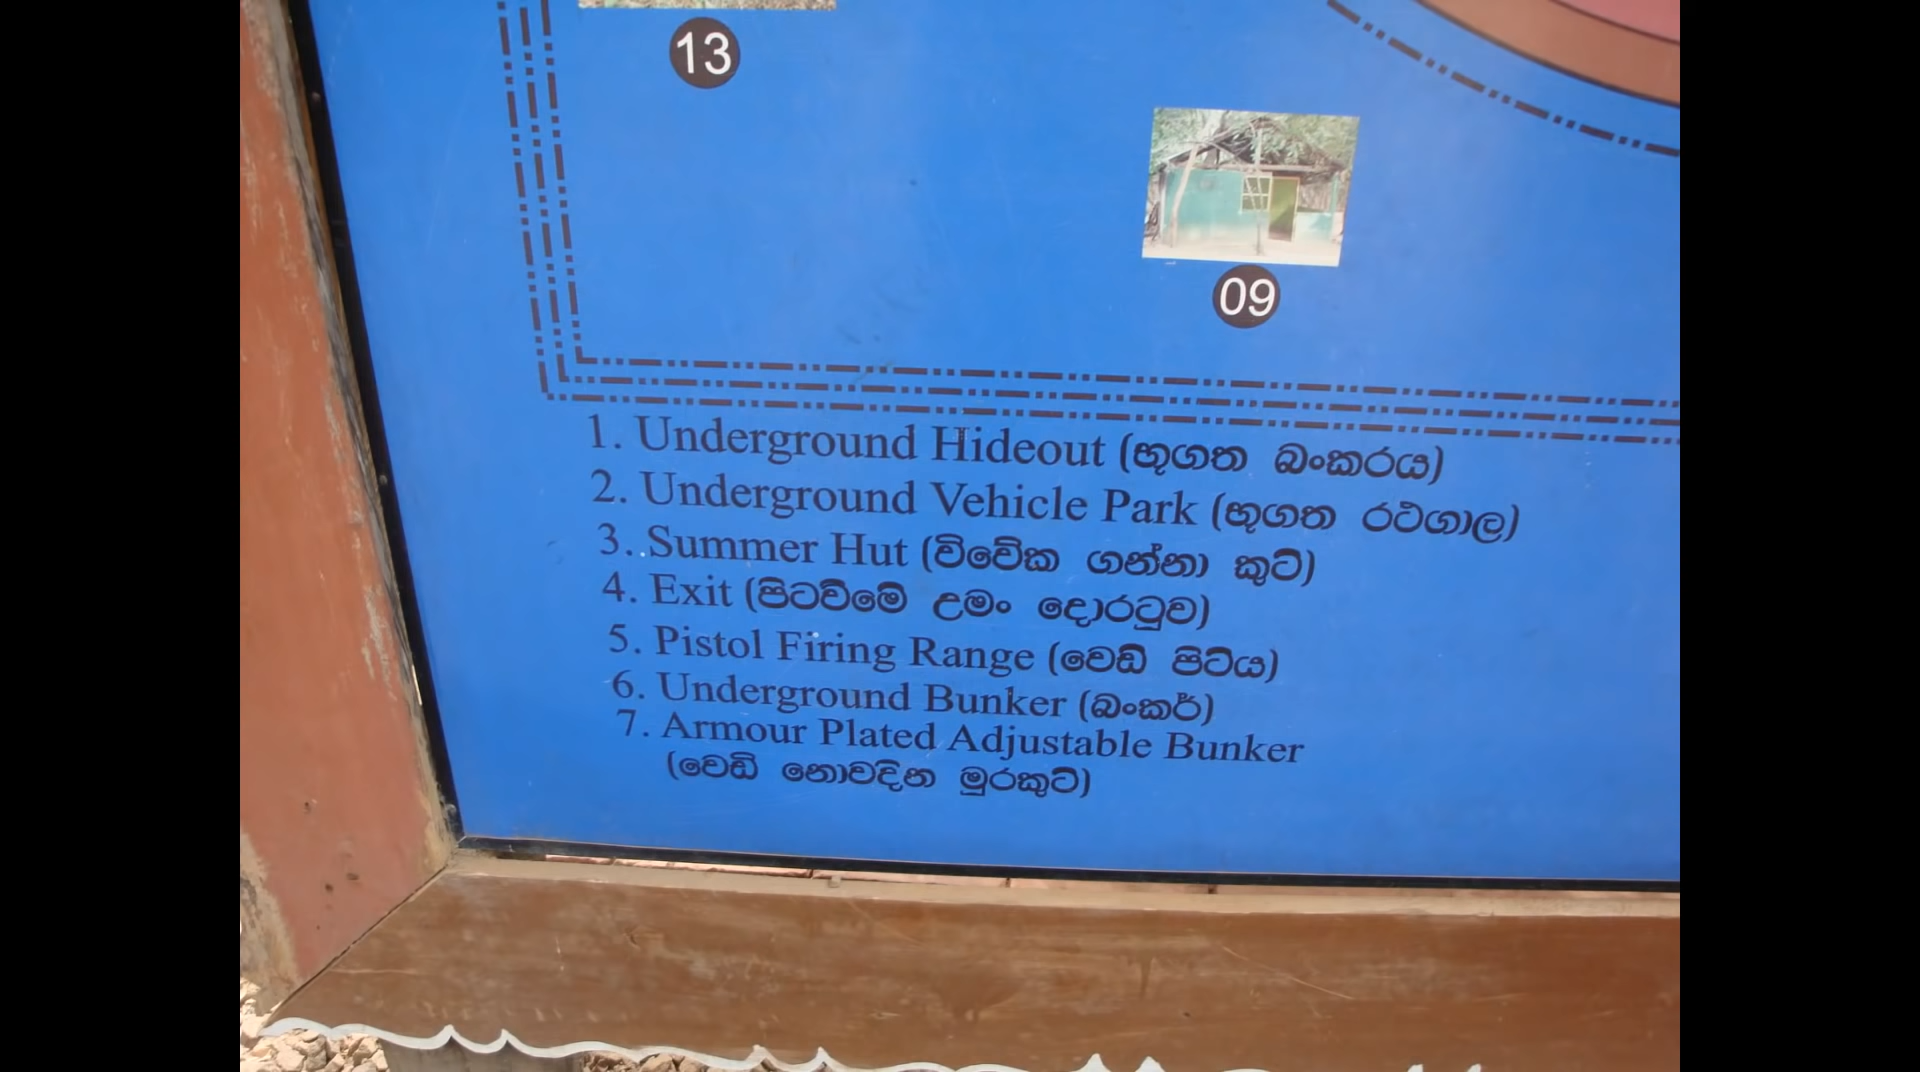 13
09
1. Underground Hideout (භූගත බංකරය)
2. Underground Vehicle Park (භූගත රථගාල)
3. Summer Hut (විවේක ගන්නා කුටි)
4. Exit (පිටවීමේ උමං දොරටුව)
5. Pistol Firing Range (වෙඩි පිටිය)
6. Underground Bunker (බංකර්)
7. Armour Plated Adjustable Bunker
(වෙඩි නොවදින මුරකුටි)